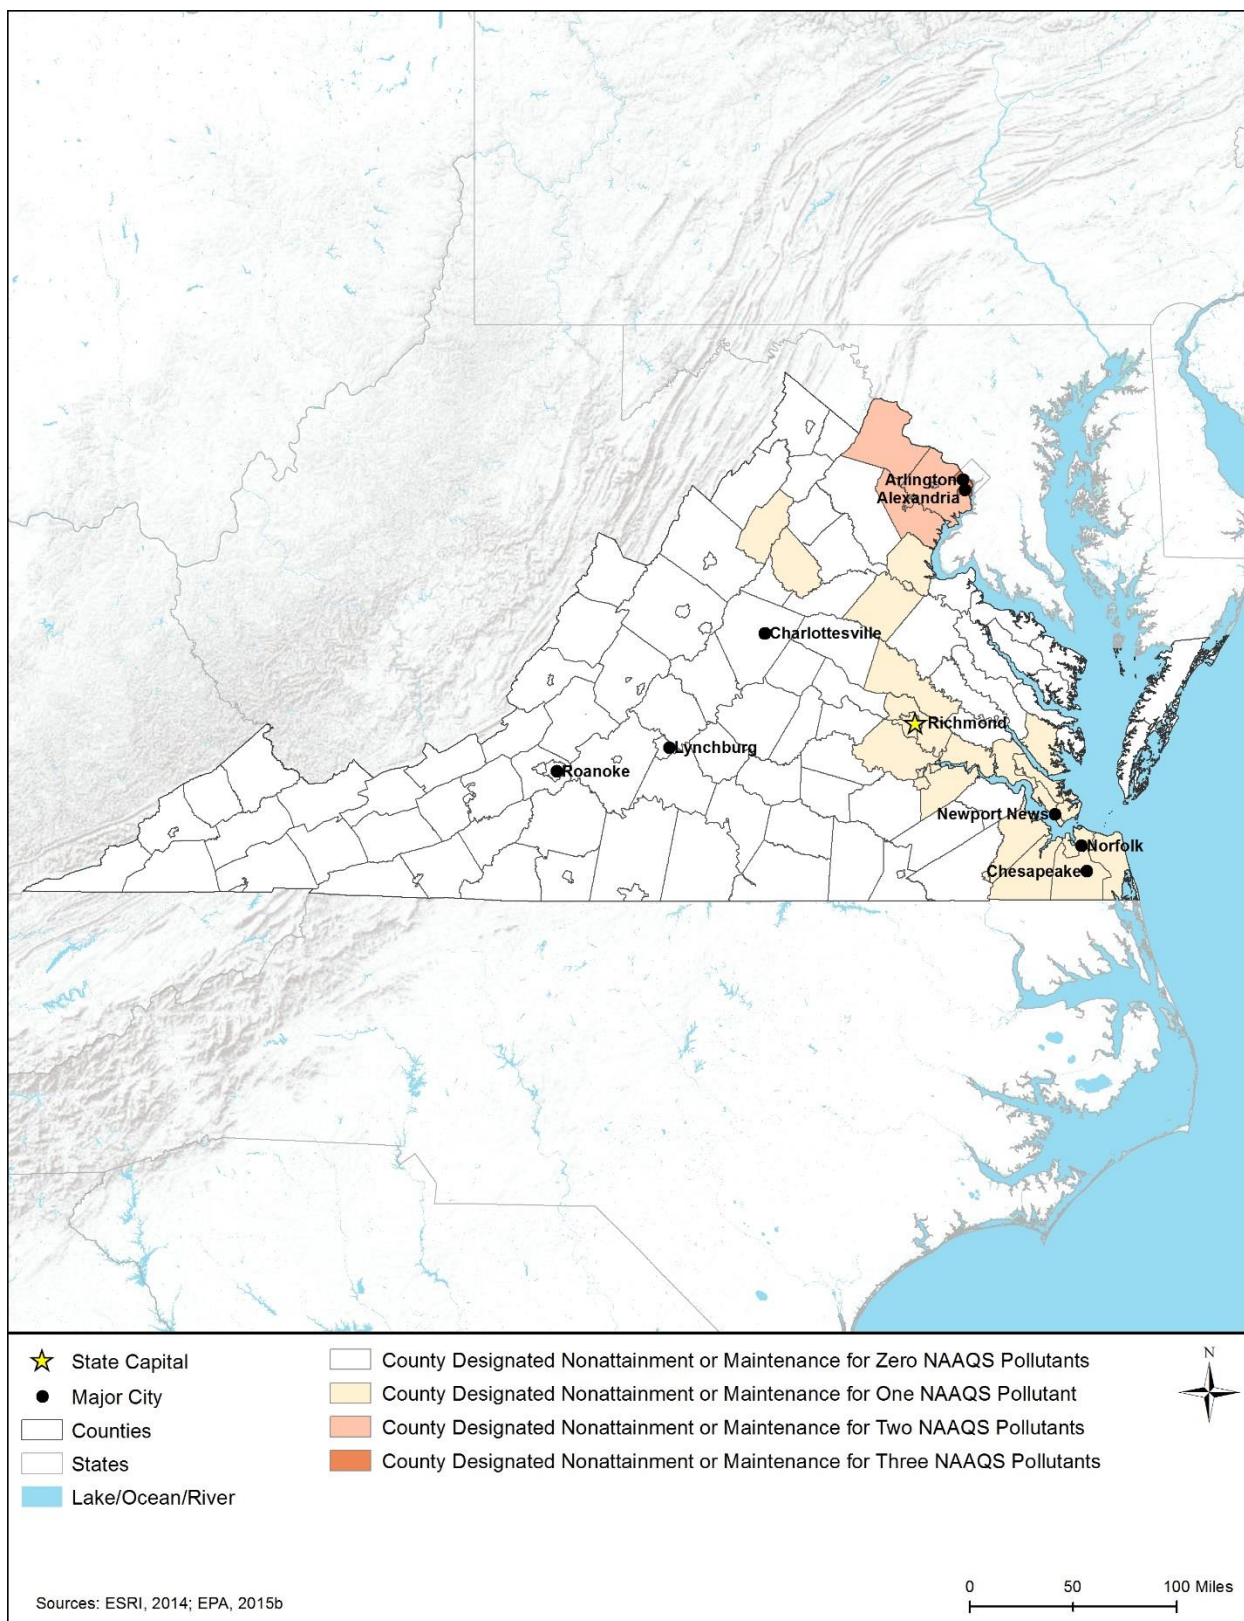 Arlington
Alexandria
Charlottesville
Richmond
Lynchburg
Roanoke
Newport News
Norfolk
Chesapeake
State Capital
Major City
Counties
States
Lake/Ocean/River
County Designated Nonattainment or Maintenance for Zero NAAQS Pollutants
County Designated Nonattainment or Maintenance for One NAAQS Pollutant
County Designated Nonattainment or Maintenance for Two NAAQS Pollutants
County Designated Nonattainment or Maintenance for Three NAAQS Pollutants
N
0 50 100 Miles
Sources: ESRI, 2014; EPA, 2015b